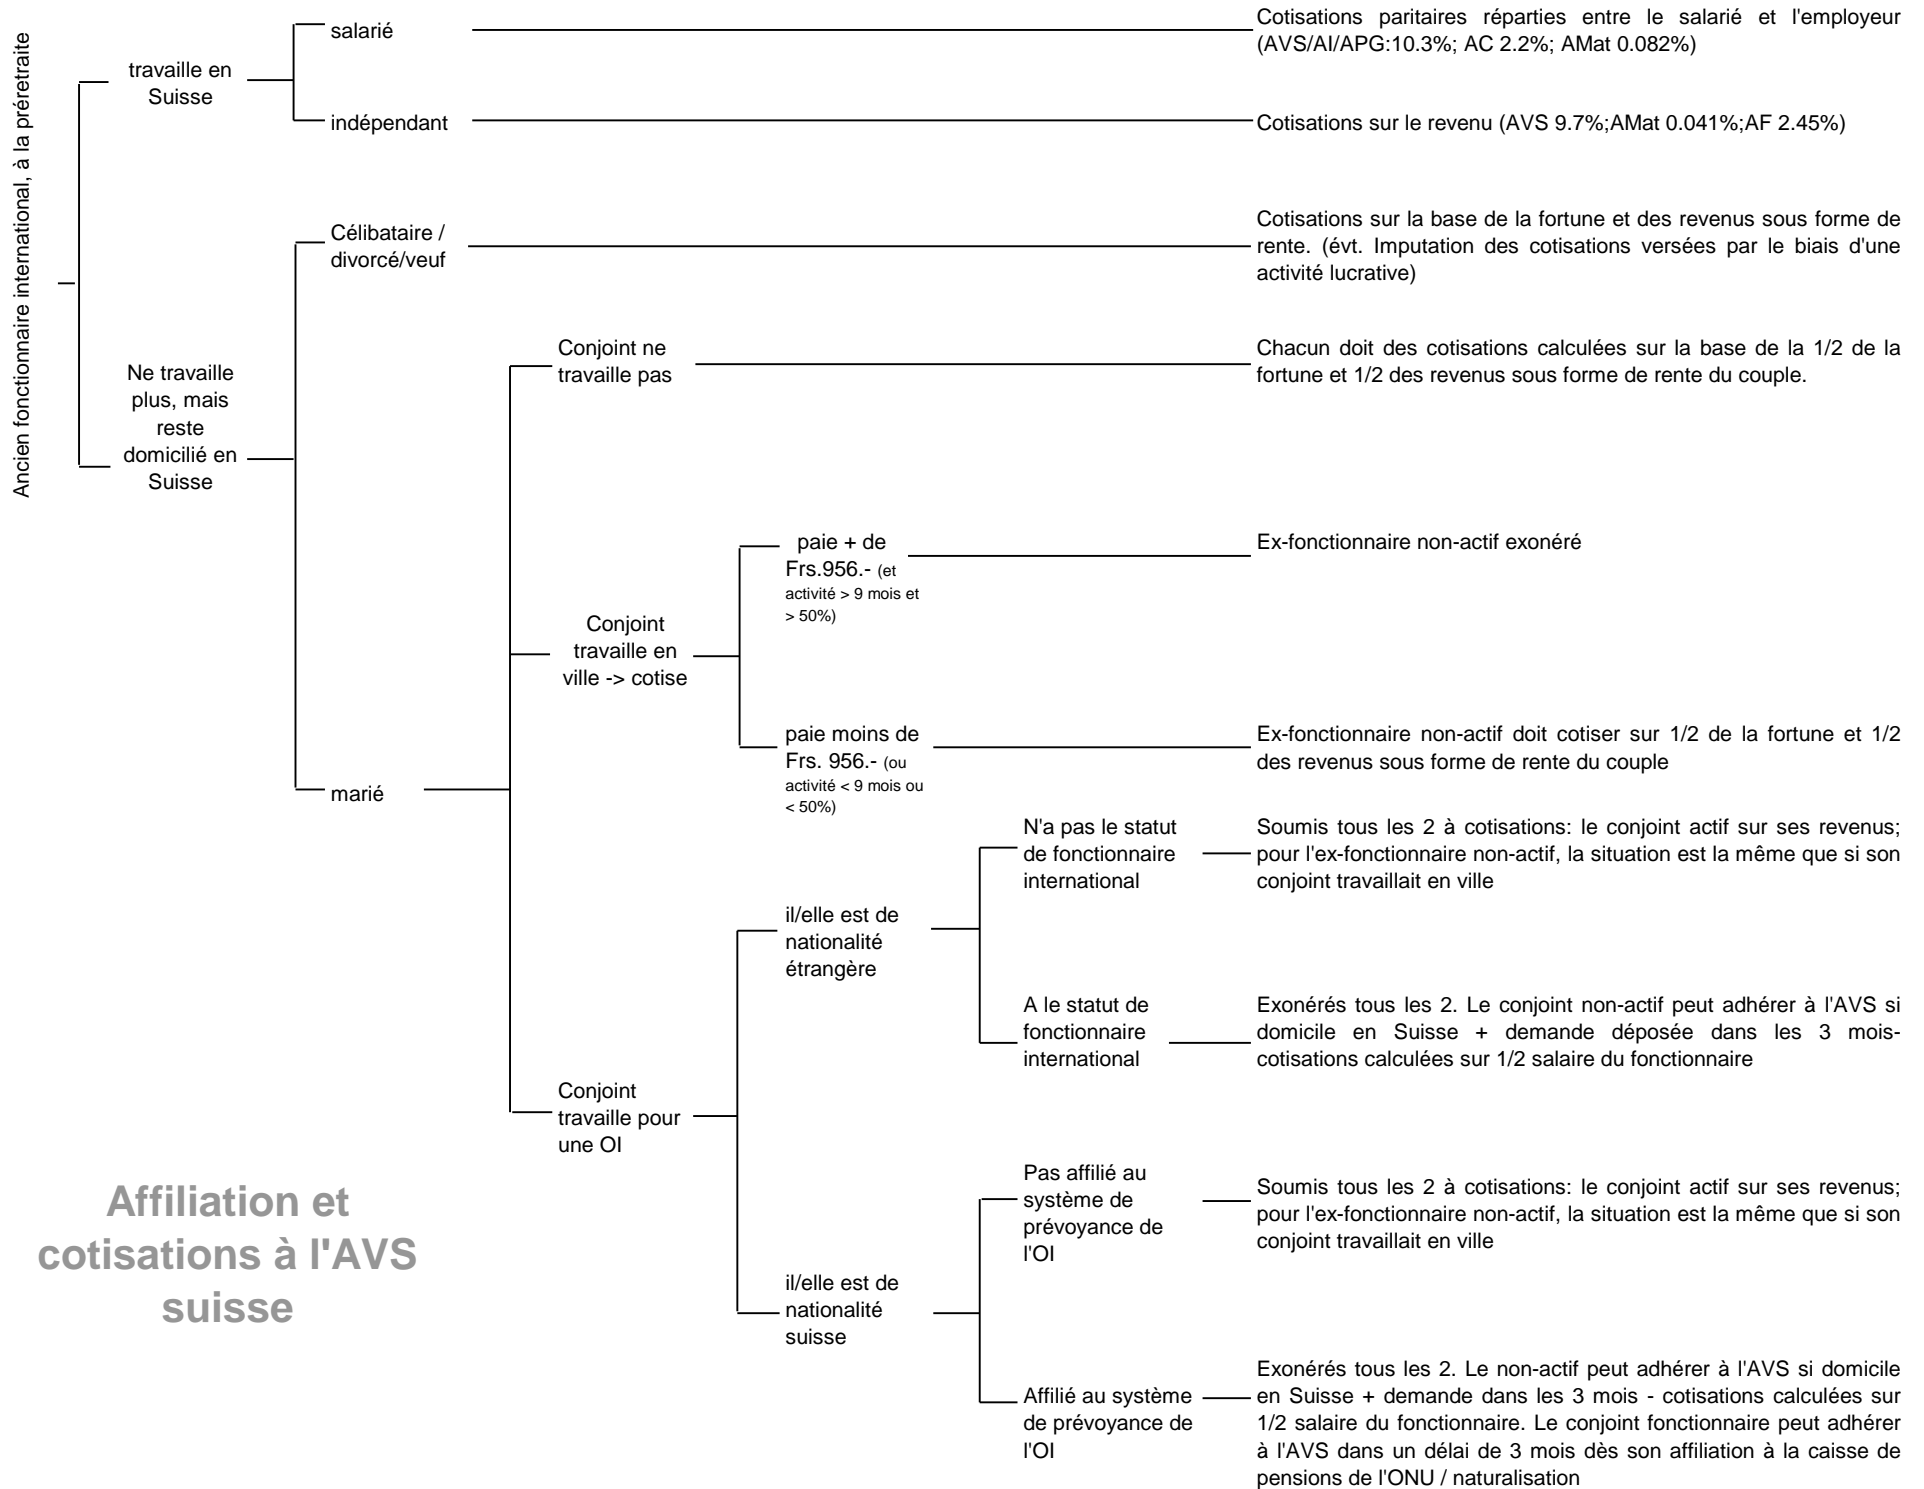 Ancien fonctionnaire international, à la préretraite
travaille en
Suisse
salarié
Cotisations paritaires réparties entre le salarié et l'employeur
(AVS/AI/APG:10.3%; AC 2.2%; AMat 0.082%)
indépendant
Cotisations sur le revenu (AVS 9.7%;AMat 0.041%;AF 2.45%)
Ne travaille
plus, mais
reste
domicilié en
Suisse
Célibataire /
divorcé/veuf
Cotisations sur la base de la fortune et des revenus sous forme de
rente. (évt. Imputation des cotisations versées par le biais d'une
activité lucrative)
marié
Conjoint ne
travaille pas
Chacun doit des cotisations calculées sur la base de la 1/2 de la
fortune et 1/2 des revenus sous forme de rente du couple.
Conjoint
travaille en
ville -> cotise
paie + de
Frs.956.- (et
activité > 9 mois et
> 50%)
Ex-fonctionnaire non-actif exonéré
paie moins de
Frs. 956.- (ou
activité < 9 mois ou
< 50%)
Ex-fonctionnaire non-actif doit cotiser sur 1/2 de la fortune et 1/2
des revenus sous forme de rente du couple
Conjoint
travaille pour
une OI
il/elle est de
nationalité
étrangère
N'a pas le statut
de fonctionnaire
international
Soumis tous les 2 à cotisations: le conjoint actif sur ses revenus;
pour l'ex-fonctionnaire non-actif, la situation est la même que si son
conjoint travaillait en ville
A le statut de
fonctionnaire
international
Exonérés tous les 2. Le conjoint non-actif peut adhérer à l'AVS si
domicile en Suisse + demande déposée dans les 3 mois-
cotisations calculées sur 1/2 salaire du fonctionnaire
il/elle est de
nationalité
suisse
Pas affilié au
système de
prévoyance de
l'OI
Soumis tous les 2 à cotisations: le conjoint actif sur ses revenus;
pour l'ex-fonctionnaire non-actif, la situation est la même que si son
conjoint travaillait en ville
Affilié au système
de prévoyance de
l'OI
Exonérés tous les 2. Le non-actif peut adhérer à l'AVS si domicile
en Suisse + demande dans les 3 mois - cotisations calculées sur
1/2 salaire du fonctionnaire. Le conjoint fonctionnaire peut adhérer
à l'AVS dans un délai de 3 mois dès son affiliation à la caisse de
pensions de l'ONU / naturalisation
Affiliation et
cotisations à l'AVS
suisse